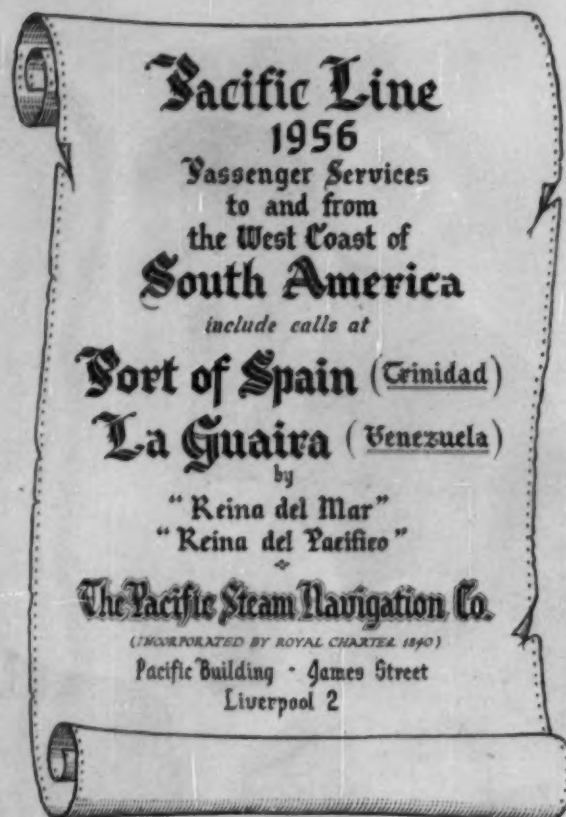 Pacific Line
1956
Passenger Services
to and from
the West Coast of
South America
include calls at
Port of Spain (Trinidad)
La Guaira (Venezuela)
by
"Reina del Mar"
"Reina del Pacifico"
The Pacific Steam Navigation Co.
(INCORPORATED BY ROYAL CHARTER 1840)
Pacific Building · James Street
Liverpool 2